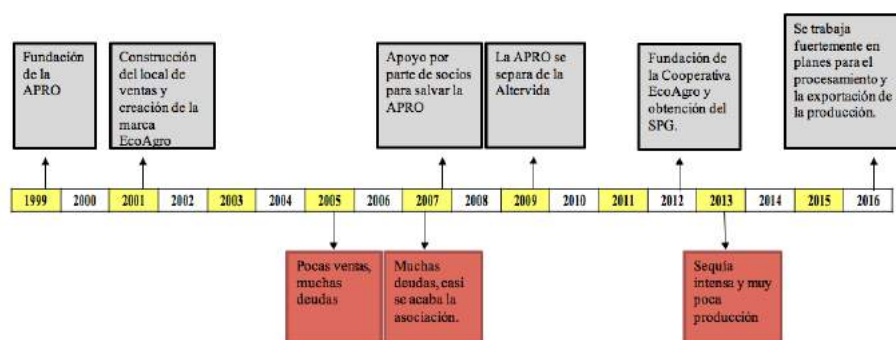 Fundación
de la
APRO
Construcción
del local de
ventas y
creación de la
marca
EcoAgro
Apoyo por
parte de socios
para salvar la
APRO
La APRO se
separa de la
Altervida
Fundación de
la Cooperativa
EcoAgro y
obtención del
SPG.
Se trabaja
fuertemente en
planes para el
procesamiento y
la exportación de
la producción.
1999 2000 2001 2002 2003 2004 2005 2006 2007 2008 2009 2010 2011 2012 2013 2014 2015 2016
Pocas ventas,
muchas
deudas
Muchas
deudas, casi
se acaba la
asociación.
Sequía
intensa y muy
poca
producción